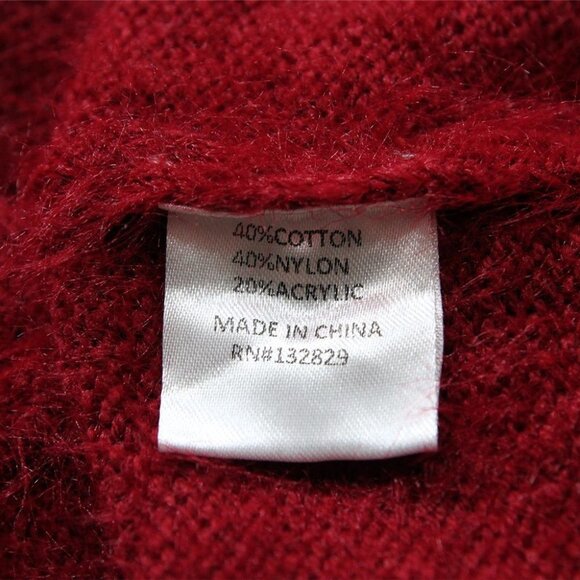 40%COTTON
40%NYLON
20%ACRYLIC
MADE IN CHINA
RN#132829